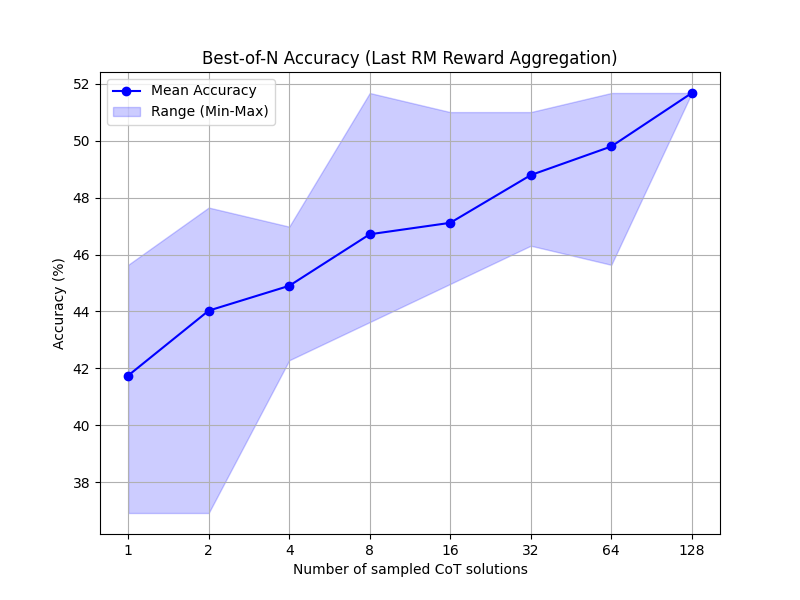 Best-of-N Accuracy (Last RM Reward Aggregation)
Mean Accuracy
Range (Min-Max)
Accuracy (%)
52
50
48
46
44
42
40
38
1 2 4 8 16 32 64 128
Number of sampled CoT solutions